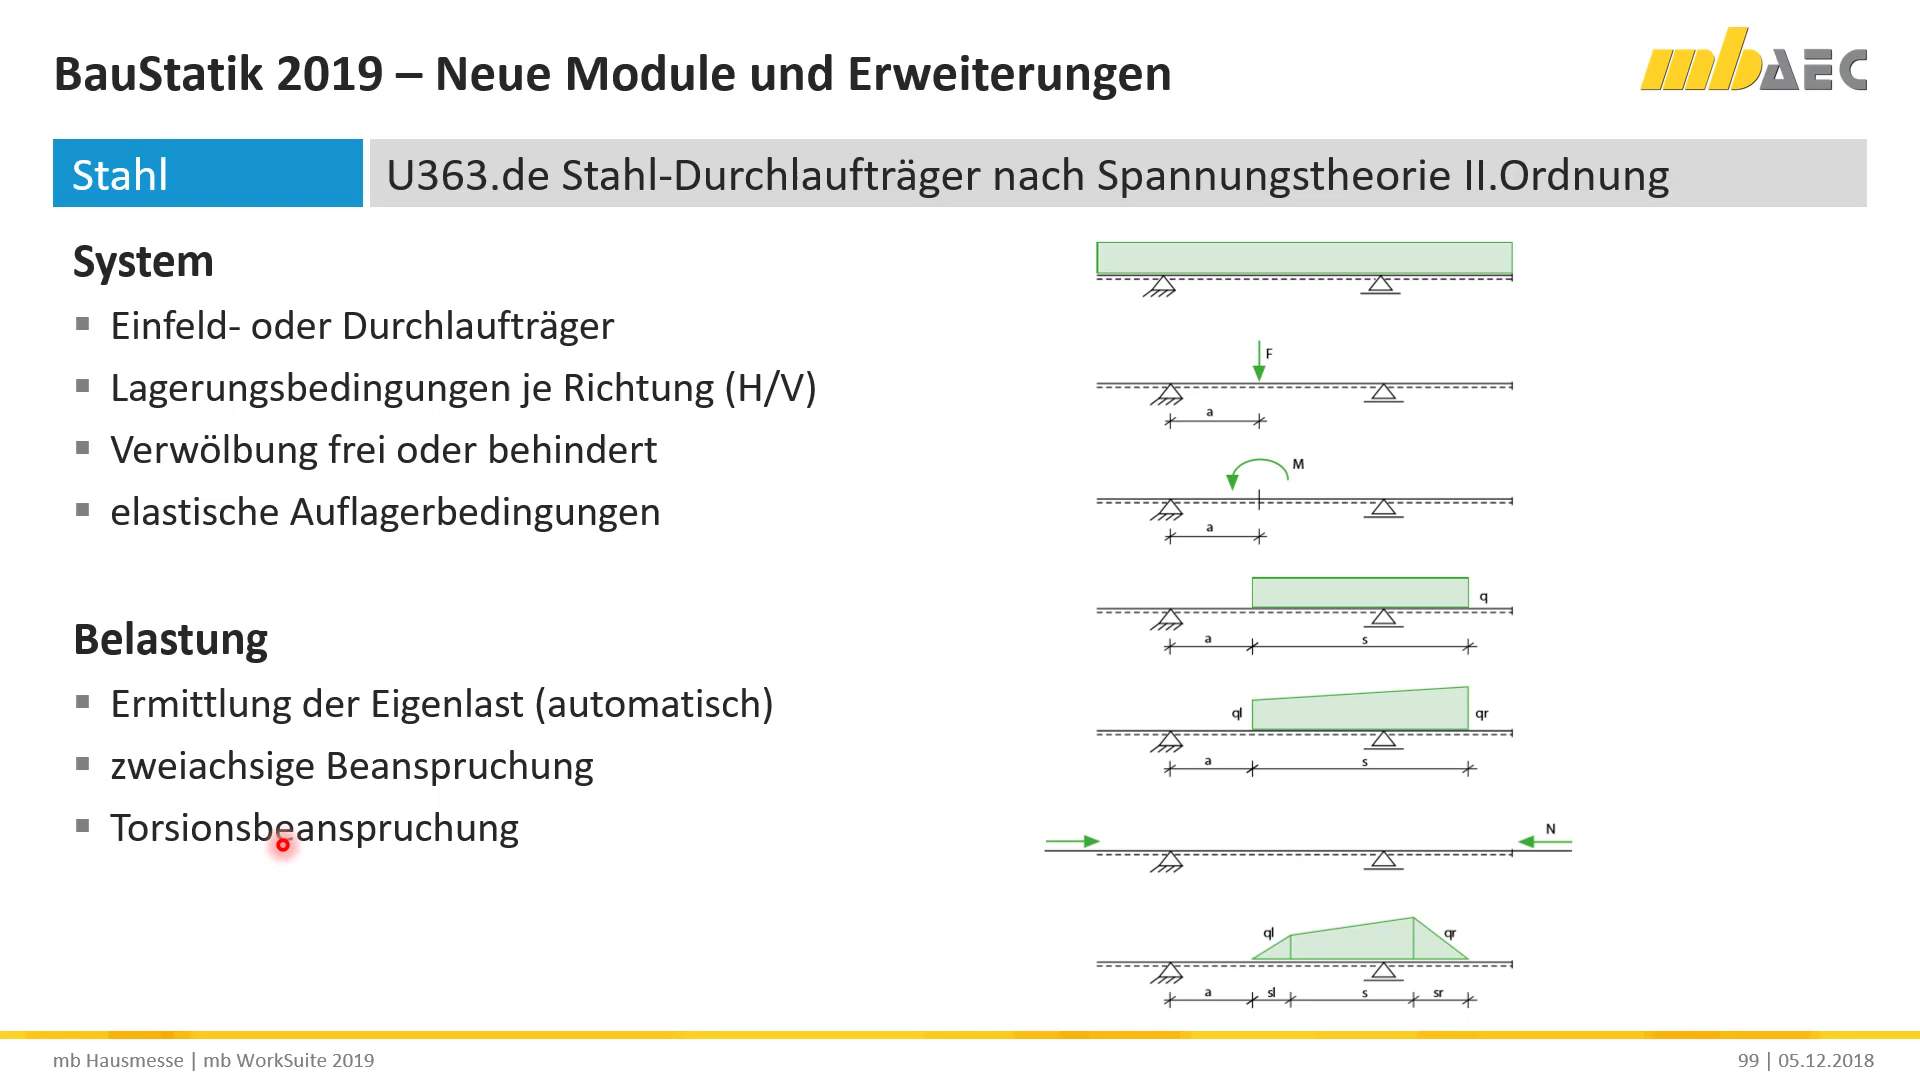 BauStatik 2019 – Neue Module und Erweiterungen
mbAEC
Stahl
U363.de Stahl-Durchlaufträger nach Spannungstheorie II.Ordnung
System
Einfeld- oder Durchlaufträger
Lagerungsbedingungen je Richtung (H/V)
Verwölbung frei oder behindert
elastische Auflagerbedingungen
Belastung
Ermittlung der Eigenlast (automatisch)
zweiachsige Beanspruchung
Torsionsbeanspruchung
F
a
M
a
q
a s
ql qr
a s
N
ql qr
a sl s sr
mb Hausmesse | mb WorkSuite 2019
99 | 05.12.2018